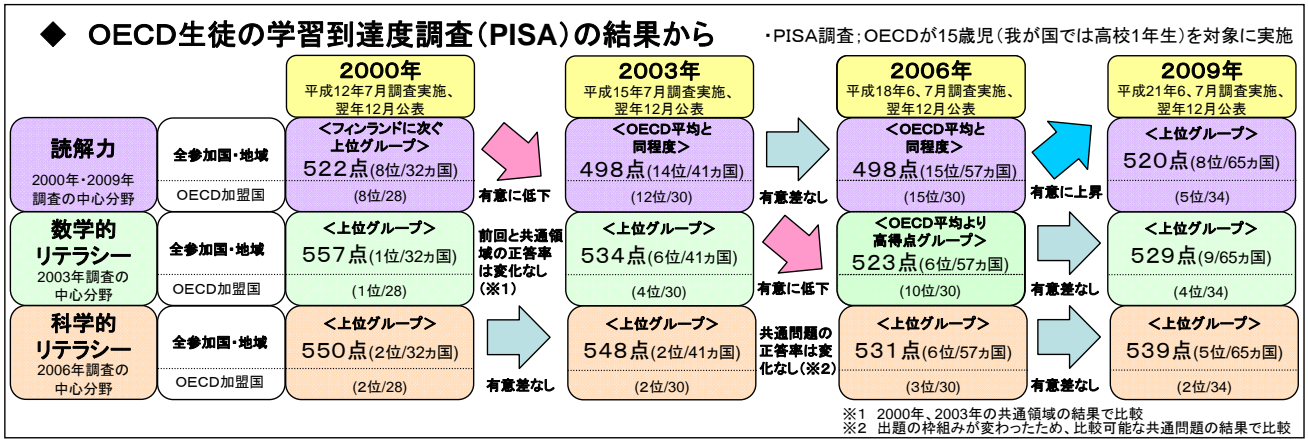 ◆ OECD生徒の学習到達度調査(PISA)の結果から
・PISA調査；OECDが15歳児(我が国では高校1年生)を対象に実施
2000年
平成12年7月調査実施、
翌年12月公表
2003年
平成15年7月調査実施、
翌年12月公表
2006年
平成18年6、7月調査実施、
翌年12月公表
2009年
平成21年6、7月調査実施、
翌年12月公表
読解力
2000年・2009年
調査の中心分野
全参加国・地域
OECD加盟国
＜フィンランドに次ぐ
上位グループ＞
522点(8位/32ヵ国)
(8位/28)
有意に低下
＜OECD平均と
同程度＞
498点(14位/41ヵ国)
(12位/30)
有意差なし
＜OECD平均と
同程度＞
498点(15位/57ヵ国)
(15位/30)
有意に上昇
＜上位グループ＞
520点(8位/65ヵ国)
(5位/34)
数学的
リテラシー
2003年調査の
中心分野
全参加国・地域
OECD加盟国
＜上位グループ＞
557点(1位/32ヵ国)
(1位/28)
前回と共通領
域の正答率
は変化なし
(※1)
＜上位グループ＞
534点(6位/41ヵ国)
(4位/30)
有意に低下
＜OECD平均より
高得点グループ＞
523点(6位/57ヵ国)
(10位/30)
有意差なし
＜上位グループ＞
529点(9/65ヵ国)
(4位/34)
科学的
リテラシー
2006年調査の
中心分野
全参加国・地域
OECD加盟国
＜上位グループ＞
550点(2位/32ヵ国)
(2位/28)
有意差なし
＜上位グループ＞
548点(2位/41ヵ国)
(2位/30)
共通問題の
正答率は変
化なし(※2)
＜上位グループ＞
531点(6位/57ヵ国)
(3位/30)
有意差なし
＜上位グループ＞
539点(5位/65ヵ国)
(2位/34)
※1 2000年、2003年の共通領域の結果で比較
※2 出題の枠組みが変わったため、比較可能な共通問題の結果で比較